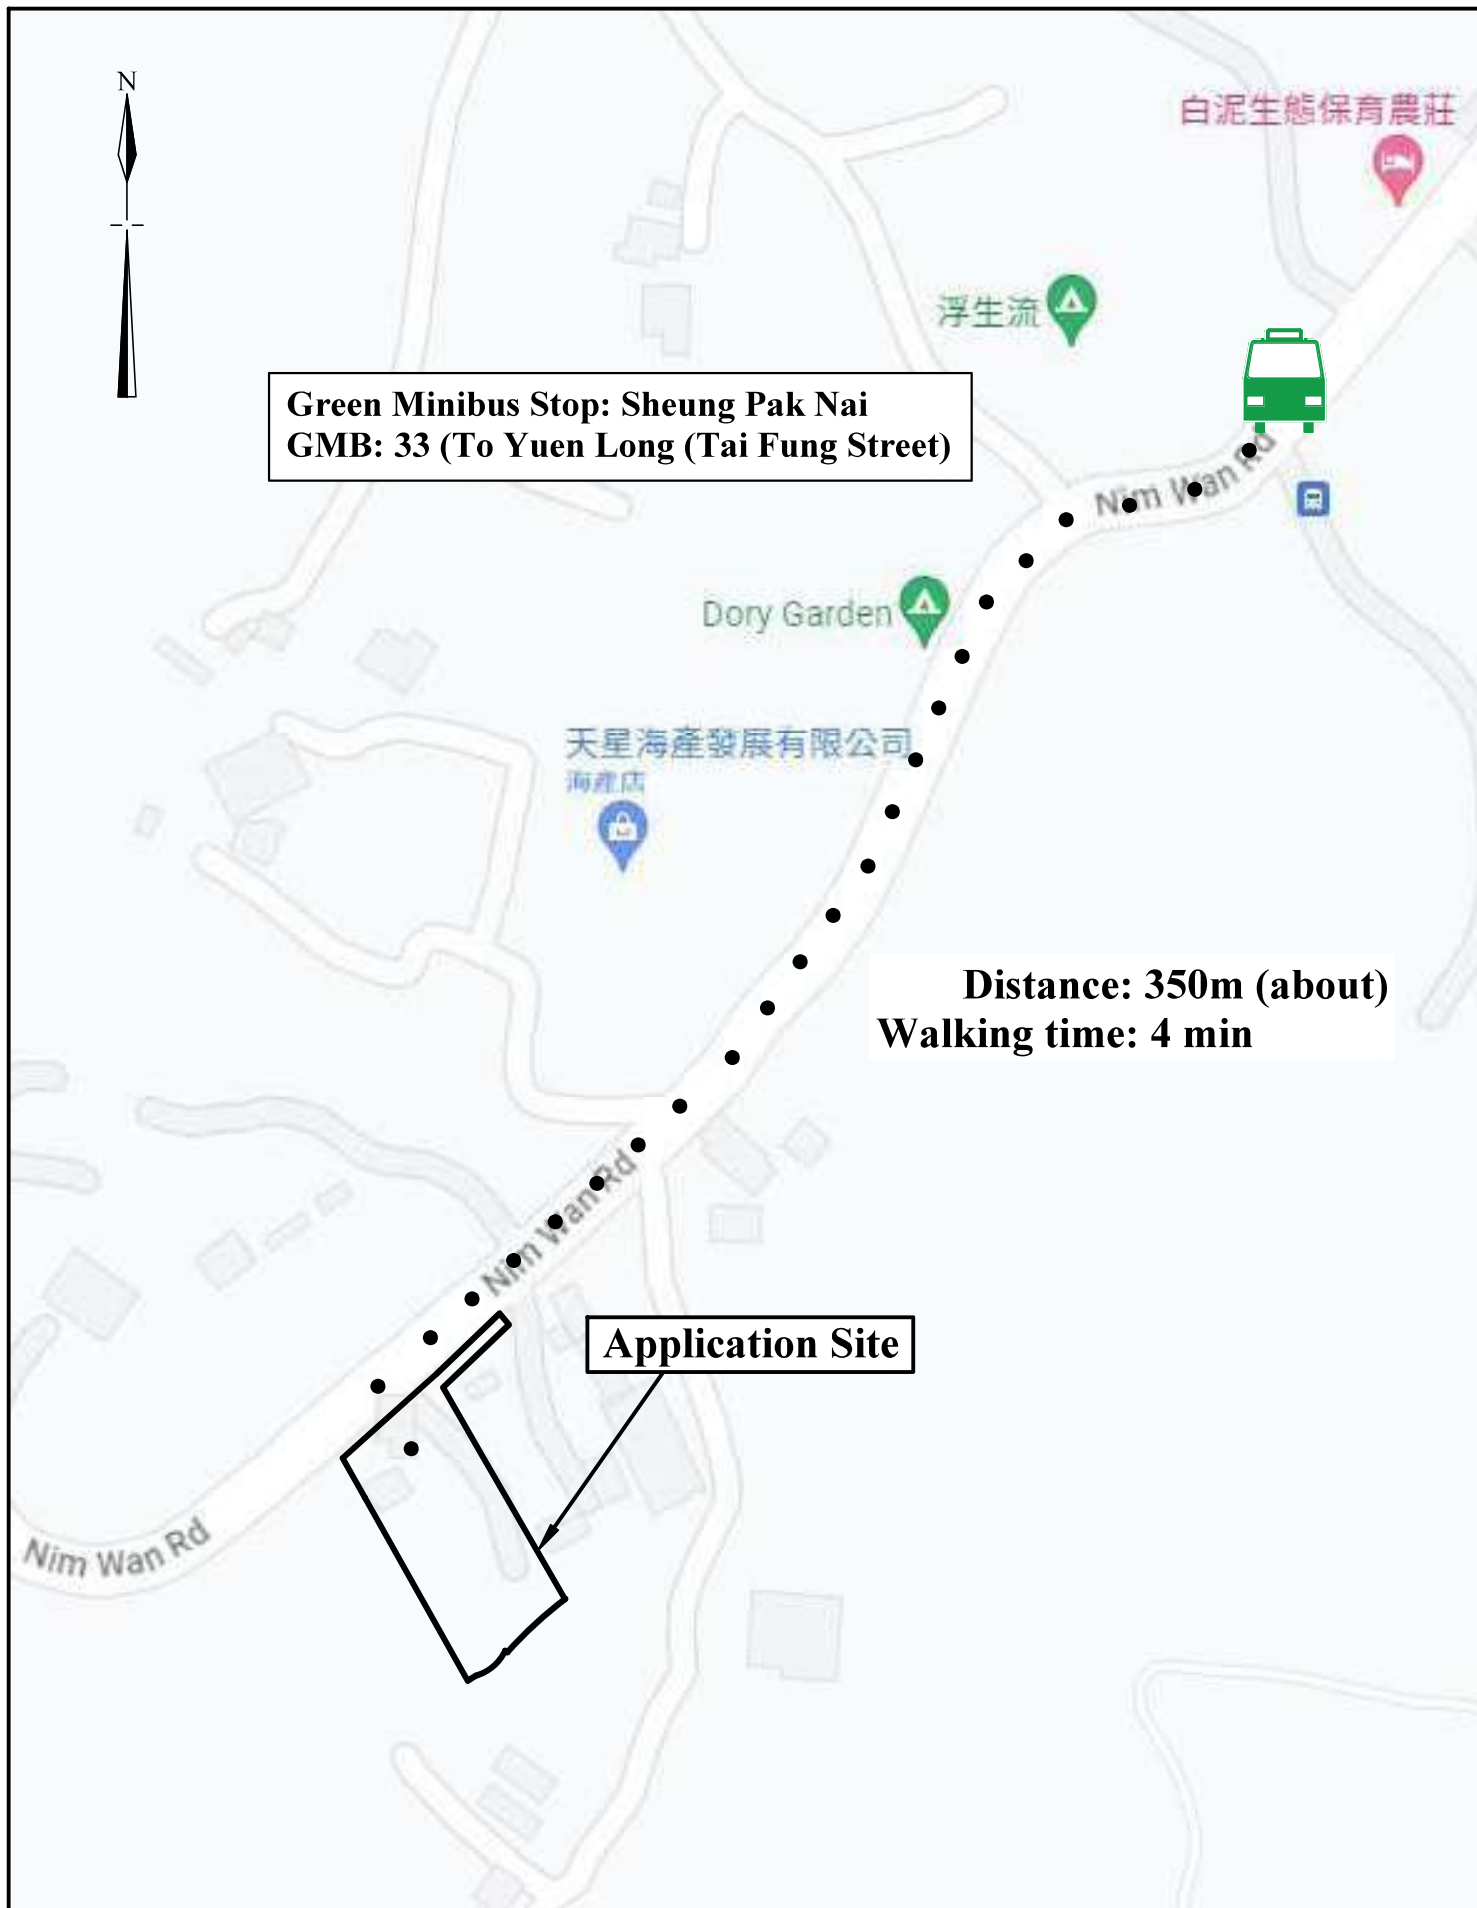 N
白泥生態保育農莊
浮生流
Green Minibus Stop: Sheung Pak Nai
GMB: 33 (To Yuen Long (Tai Fung Street)
Nim Wan Rd
Dory Garden
天星海產發展有限公司
海產店
Distance: 350m (about)
Walking time: 4 min
Nim Wan Rd
Application Site
Nim Wan Rd